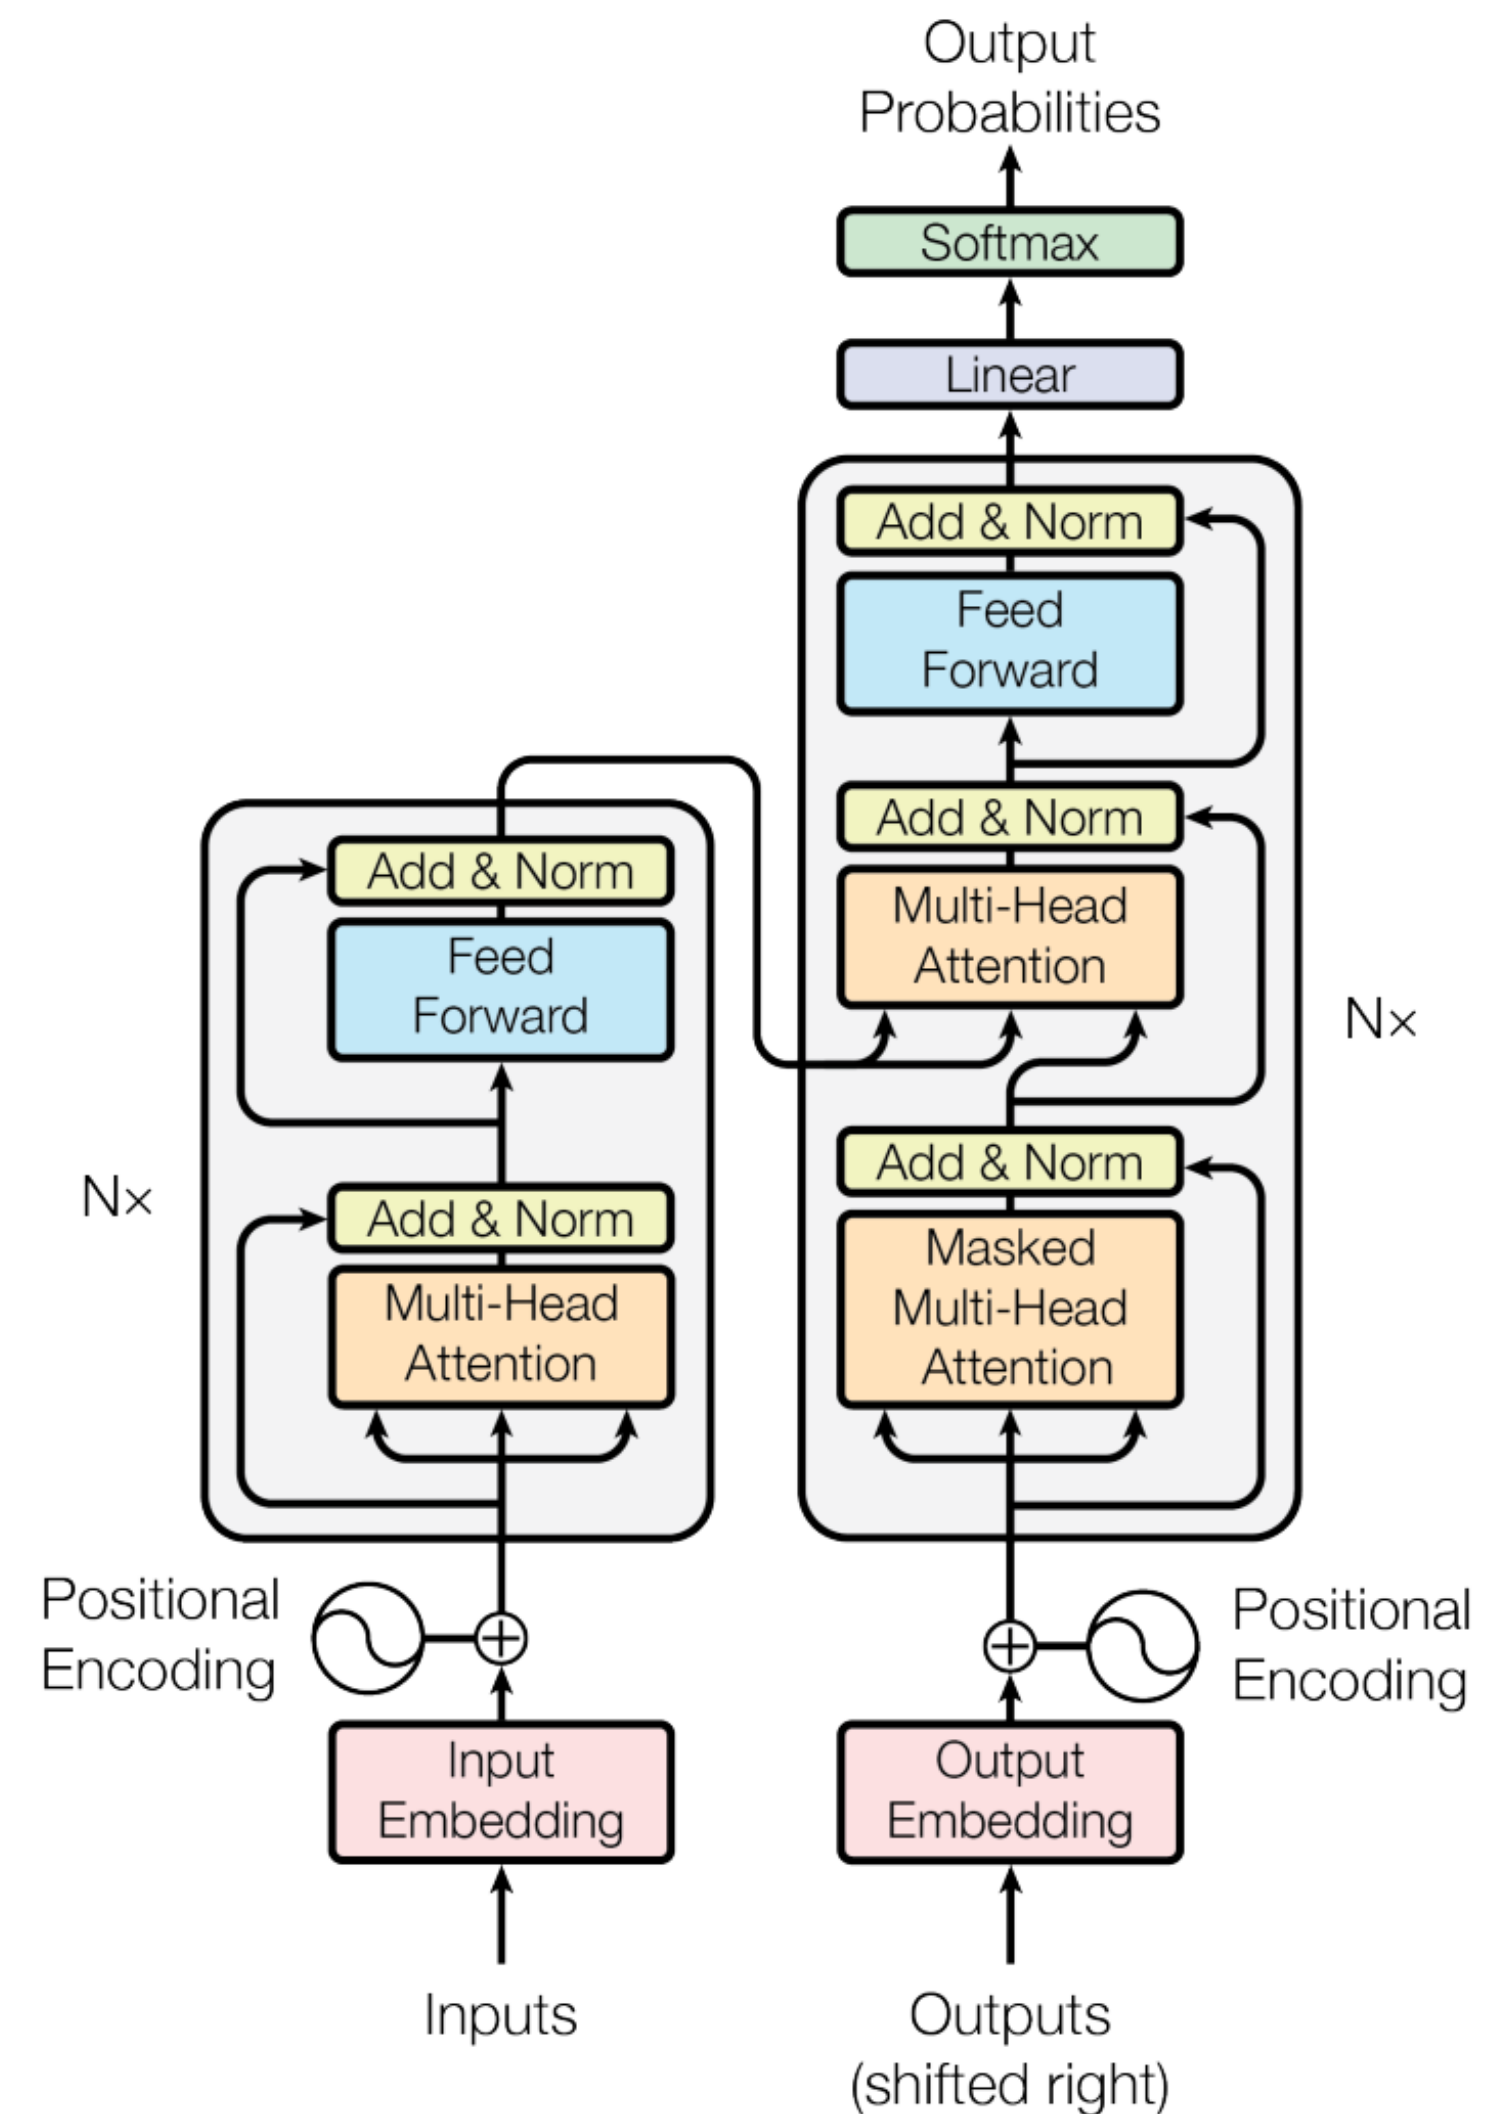 Output
Probabilities
Softmax
Linear
Add & Norm
Feed
Forward
Add & Norm
Multi-Head
Attention
N×
Add & Norm
Masked
Multi-Head
Attention
Add & Norm
Feed
Forward
N×
Add & Norm
Multi-Head
Attention
Positional
Encoding
Positional
Encoding
Input
Embedding
Output
Embedding
Inputs
Outputs
(shifted right)